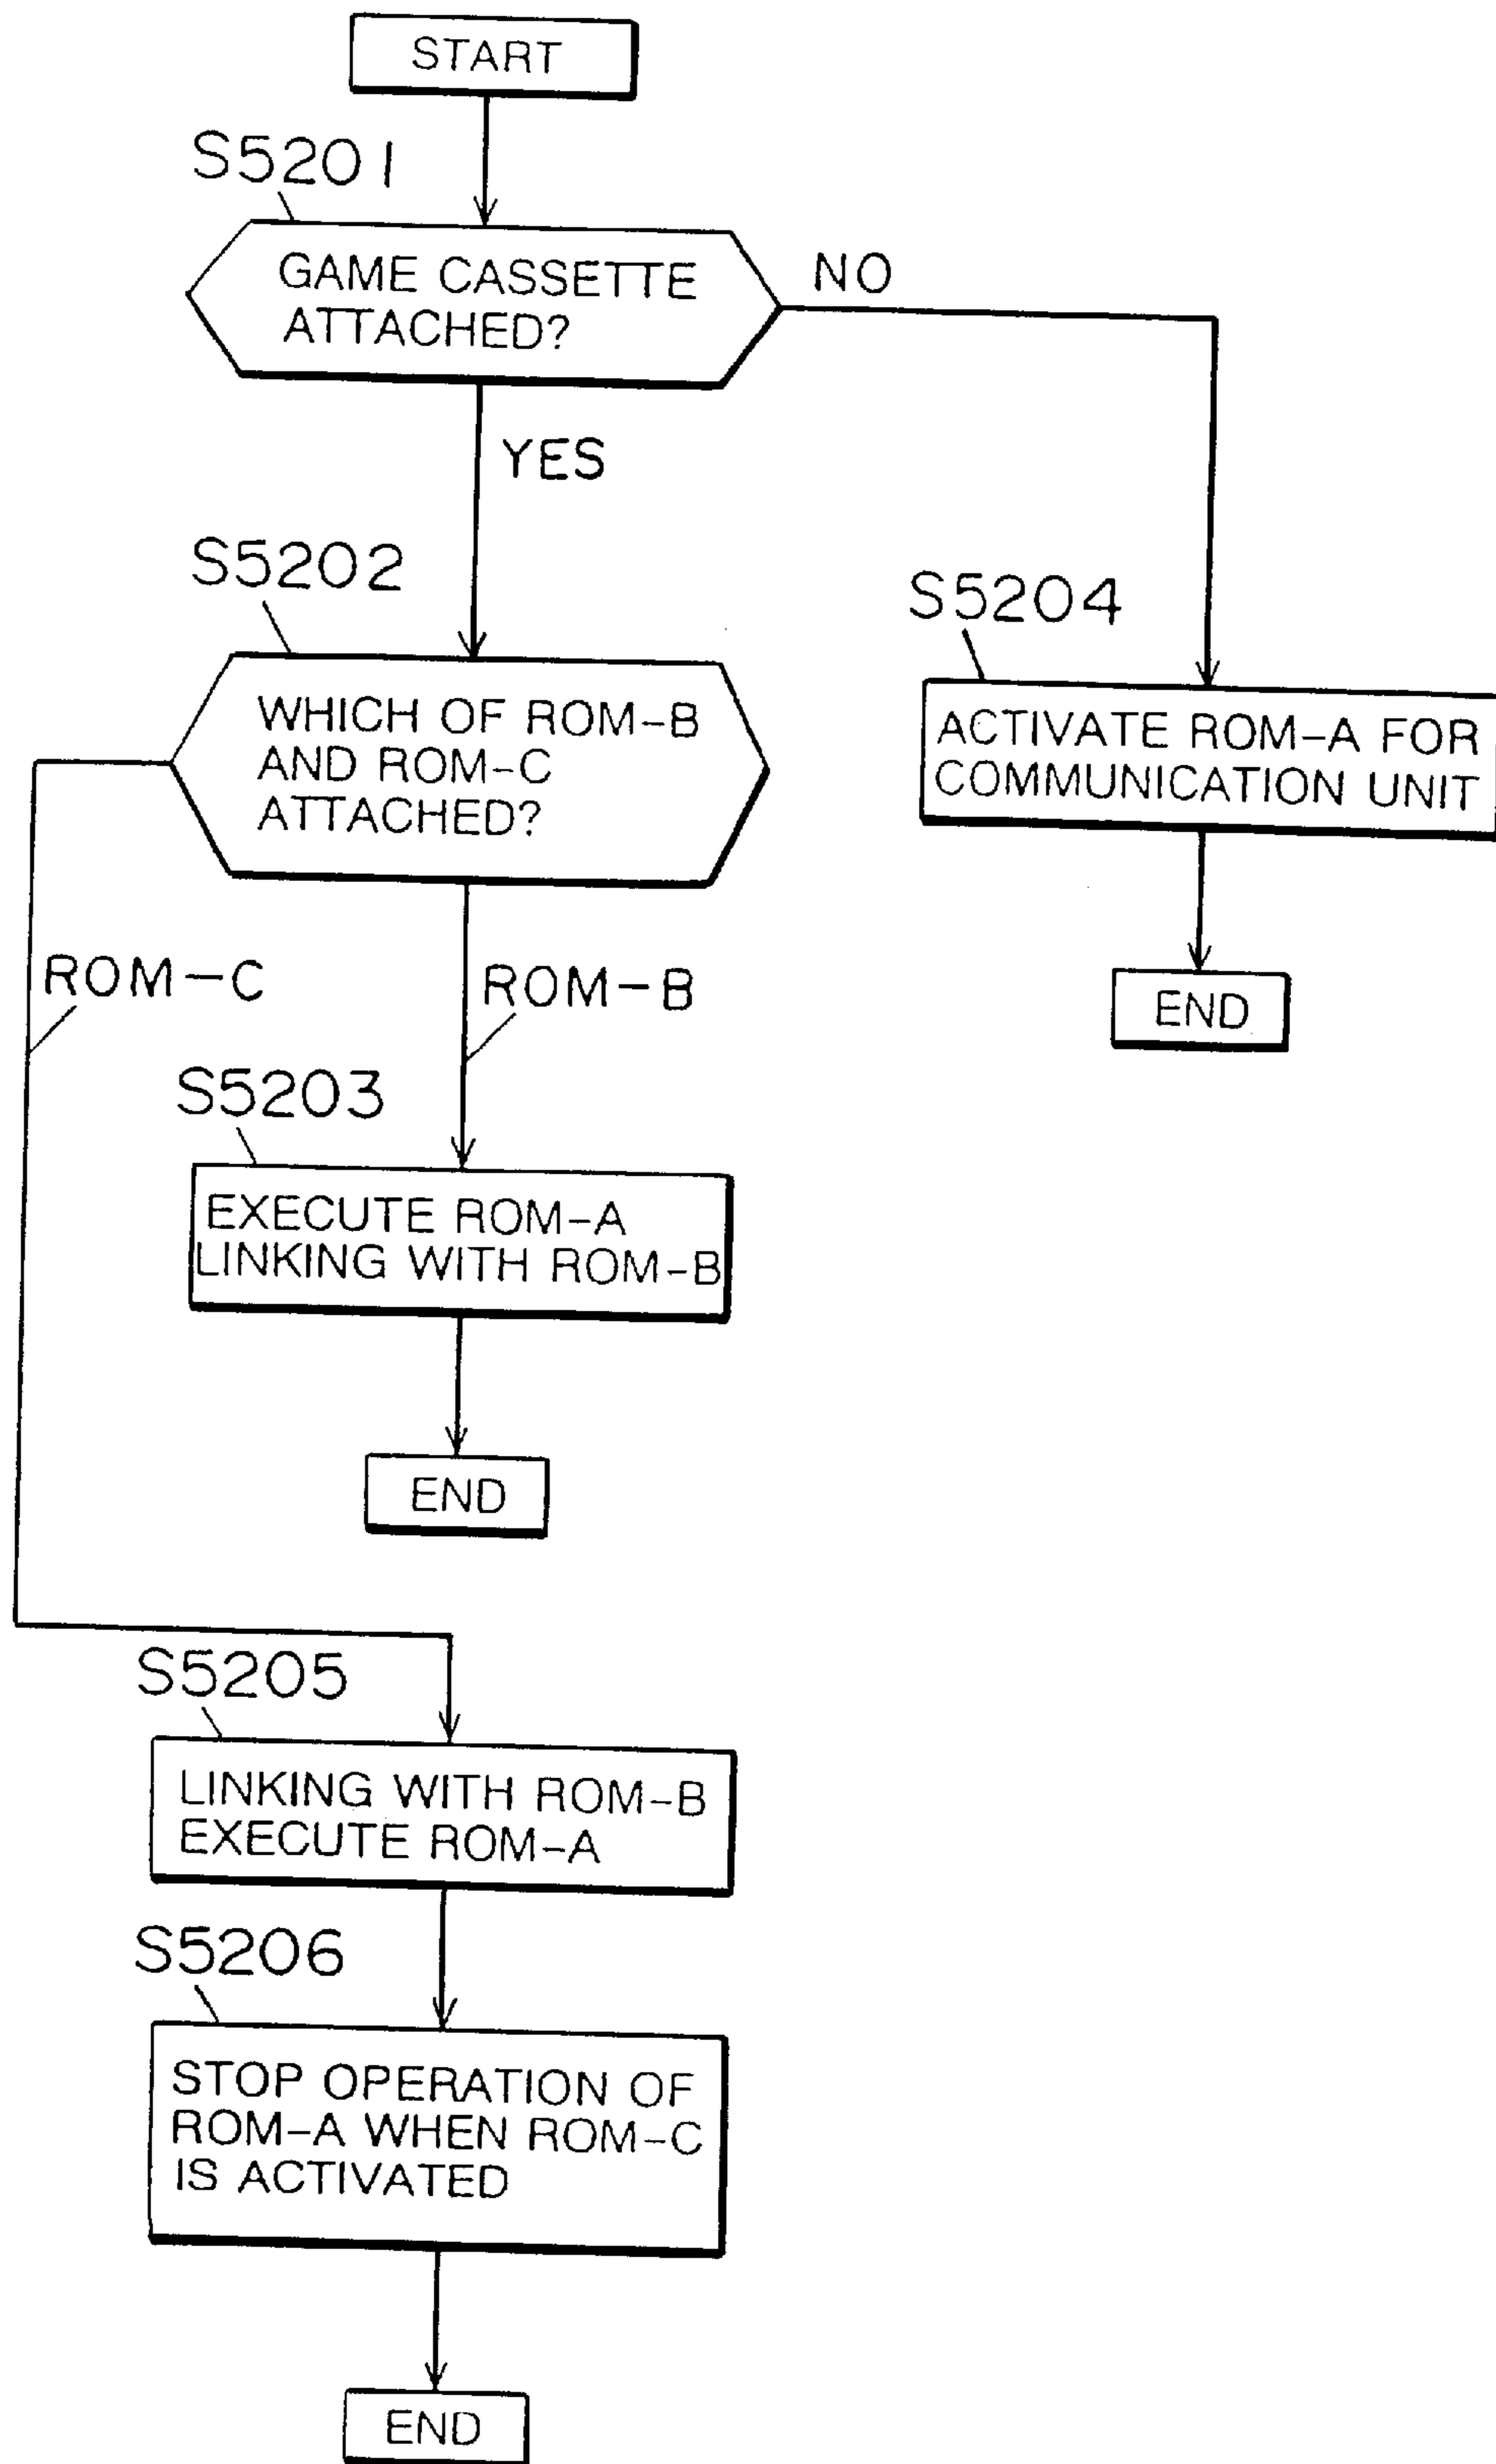 START
S5201
GAME CASSETTE
ATTACHED?
NO
YES
S5202
WHICH OF ROM-B
AND ROM-C
ATTACHED?
S5204
ACTIVATE ROM-A FOR
COMMUNICATION UNIT
END
ROM-C
ROM-B
S5203
EXECUTE ROM-A
LINKING WITH ROM-B
END
S5205
LINKING WITH ROM-B
EXECUTE ROM-A
S5206
STOP OPERATION OF
ROM-A WHEN ROM-C
IS ACTIVATED
END